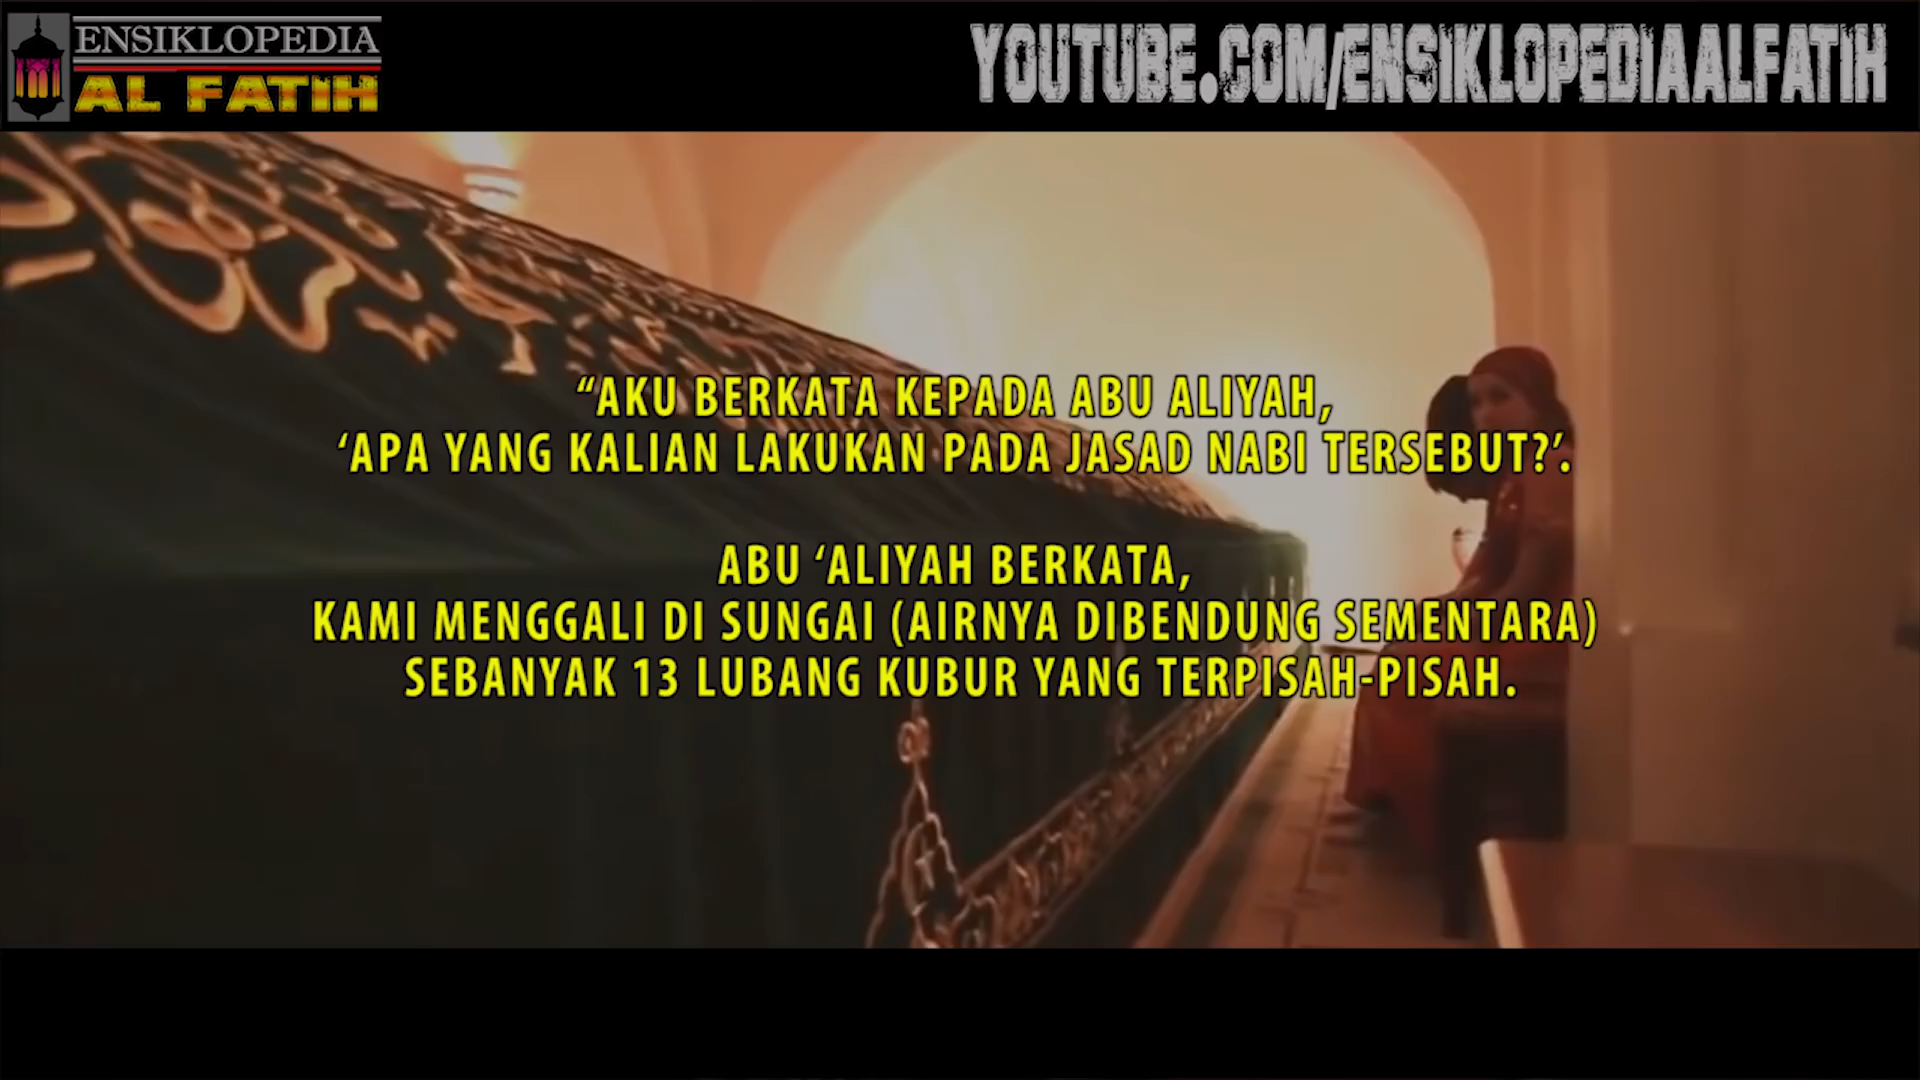 ENSIKLOPEDIA
AL FATIH
YOUTUBE.COM/ENSIKLOPEDIAALFATIH
“AKU BERKATA KEPADA ABU ALIYAH,
‘APA YANG KALIAN LAKUKAN PADA JASAD NABI TERSEBUT?’.
ABU ‘ALIYAH BERKATA,
KAMI MENGGALI DI SUNGAI (AIRNYA DIBENDUNG SEMENTARA)
SEBANYAK 13 LUBANG KUBUR YANG TERPISAH-PISAH.